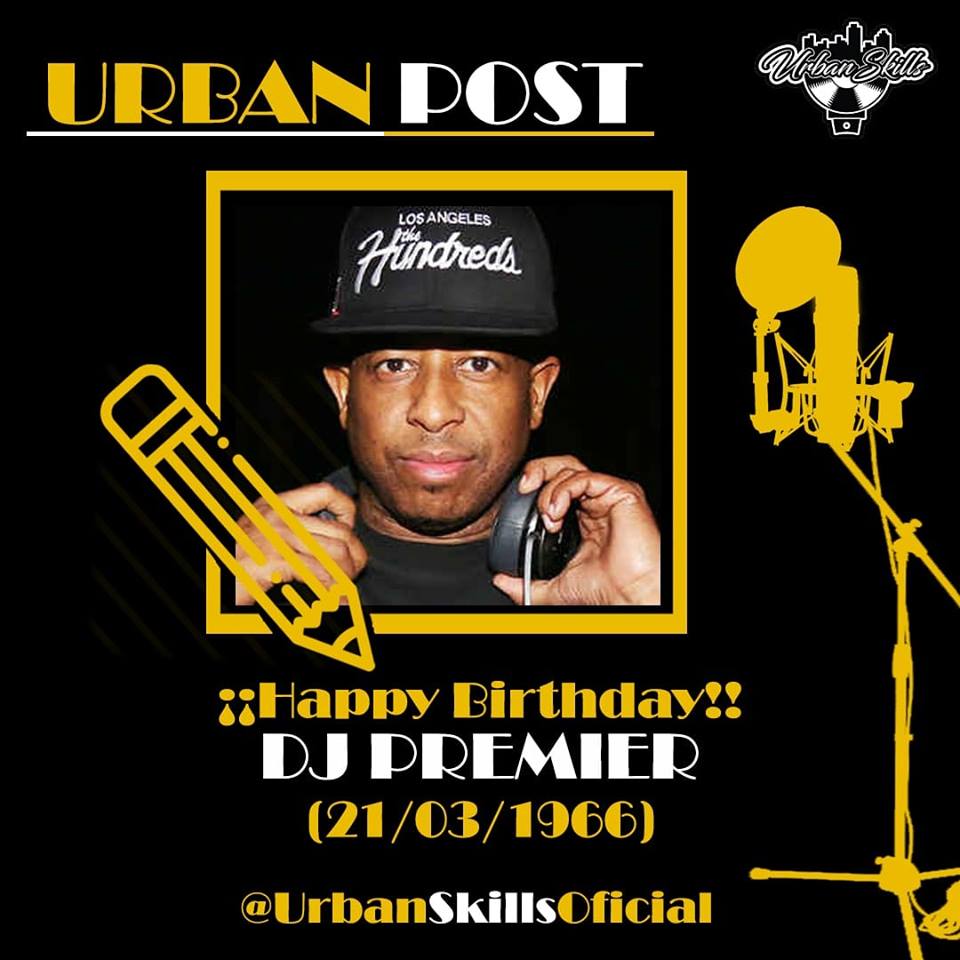 URBAN POST
Urban Skills
LOS ANGELES
the
Hundreds
¡¡Happy Birthday!!
DJ PREMIER
(21/03/1966)
@UrbanSkillsOficial